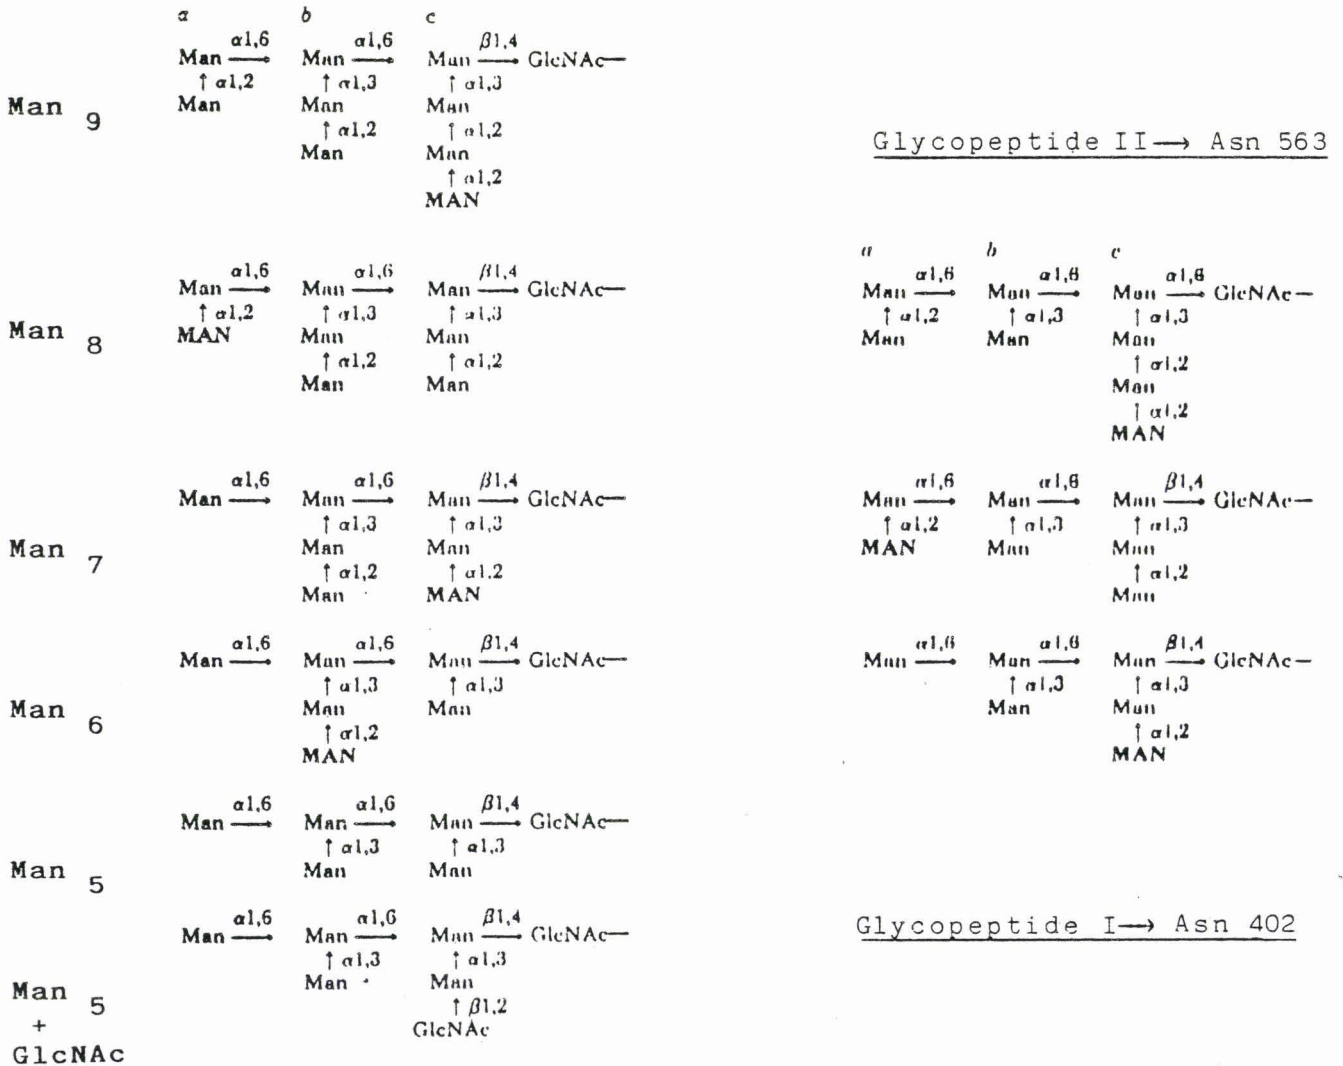 a b c
α1,6 α1,6 β1,4
Man ⟶ Man ⟶ Man ⟶ GlcNAc—
↑ α1,2 ↑ α1,3 ↑ α1,3
Man 9
Man Man Man
↑ α1,2 ↑ α1,2
Man Man
↑ α1,2
MAN
Glycopeptide II⟶ Asn 563
a b c
α1,6 α1,6 β1,4
Man ⟶ Man ⟶ Man ⟶ GlcNAc—
↑ α1,2 ↑ α1,3 ↑ α1,3
Man 8
MAN Man Man
↑ α1,2 ↑ α1,2
Man Man
α1,6 α1,6 α1,6
Man ⟶ Man ⟶ Man ⟶ GlcNAc—
↑ α1,2 ↑ α1,3 ↑ α1,3
Man Man Man
↑ α1,2
Man
↑ α1,2
MAN
α1,6 α1,6 β1,4
Man ⟶ Man ⟶ Man ⟶ GlcNAc—
↑ α1,3 ↑ α1,3
Man 7
Man Man
↑ α1,2 ↑ α1,2
Man MAN
α1,6 α1,6 β1,4
Man ⟶ Man ⟶ Man ⟶ GlcNAc—
↑ α1,2 ↑ α1,3 ↑ α1,3
MAN Man Man
↑ α1,2
Man
α1,6 α1,6 β1,4
Man ⟶ Man ⟶ Man ⟶ GlcNAc—
↑ α1,3 ↑ α1,3
Man 6
Man Man
↑ α1,2
MAN
α1,6 α1,6 β1,4
Man ⟶ Man ⟶ Man ⟶ GlcNAc—
↑ α1,3 ↑ α1,3
Man Man
↑ α1,2
MAN
α1,6 α1,6 β1,4
Man ⟶ Man ⟶ Man ⟶ GlcNAc—
↑ α1,3 ↑ α1,3
Man 5
Man Man
α1,6 α1,6 β1,4
Man ⟶ Man ⟶ Man ⟶ GlcNAc—
↑ α1,3 ↑ α1,3
Man Man
↑ β1,2
GlcNAc
Man 5
+
GlcNAc
Glycopeptide I⟶ Asn 402